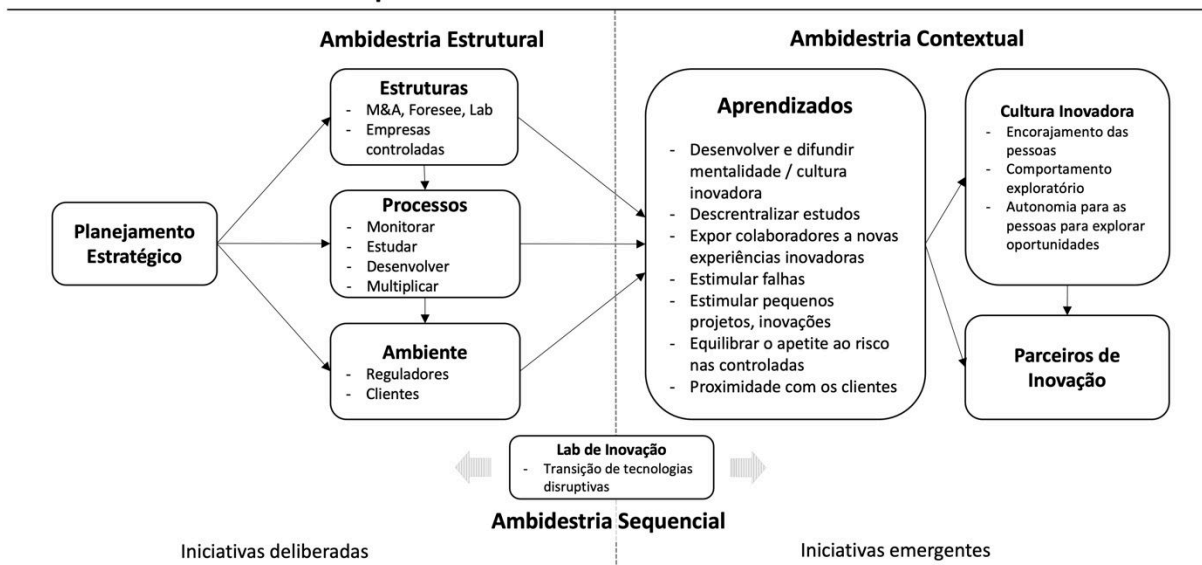 Ambidestria Estrutural
Ambidestria Contextual
Planejamento
Estratégico
Estruturas
- M&A, Foresee, Lab
- Empresas
controladas
Processos
- Monitorar
- Estudar
- Desenvolver
- Multiplicar
Ambiente
- Reguladores
- Clientes
Aprendizados
- Desenvolver e difundir
mentalidade / cultura
inovadora
- Descrentralizar estudos
- Expor colaboradores a novas
experiências inovadoras
- Estimular falhas
- Estimular pequenos
projetos, inovações
- Equilibrar o apetite ao risco
nas controladas
- Proximidade com os clientes
Cultura Inovadora
- Encorajamento das
pessoas
- Comportamento
exploratório
- Autonomia para as
pessoas para explorar
oportunidades
Parceiros de
Inovação
Lab de Inovação
- Transição de tecnologias
disruptivas
Ambidestria Sequencial
Iniciativas deliberadas
Iniciativas emergentes